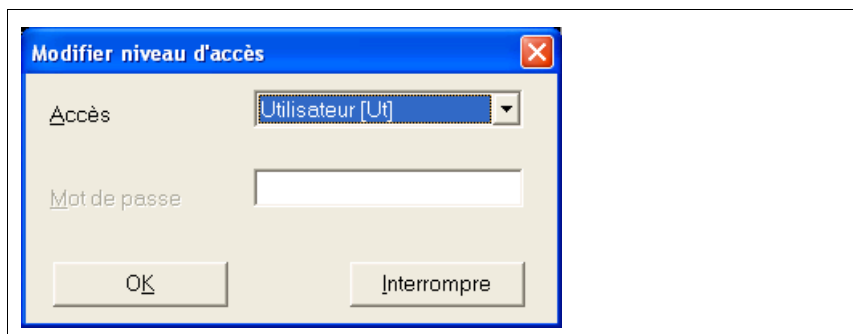 Modifier niveau d'accès
Accès Utilisateur [Ut]
Mot de passe
OK Interrompre